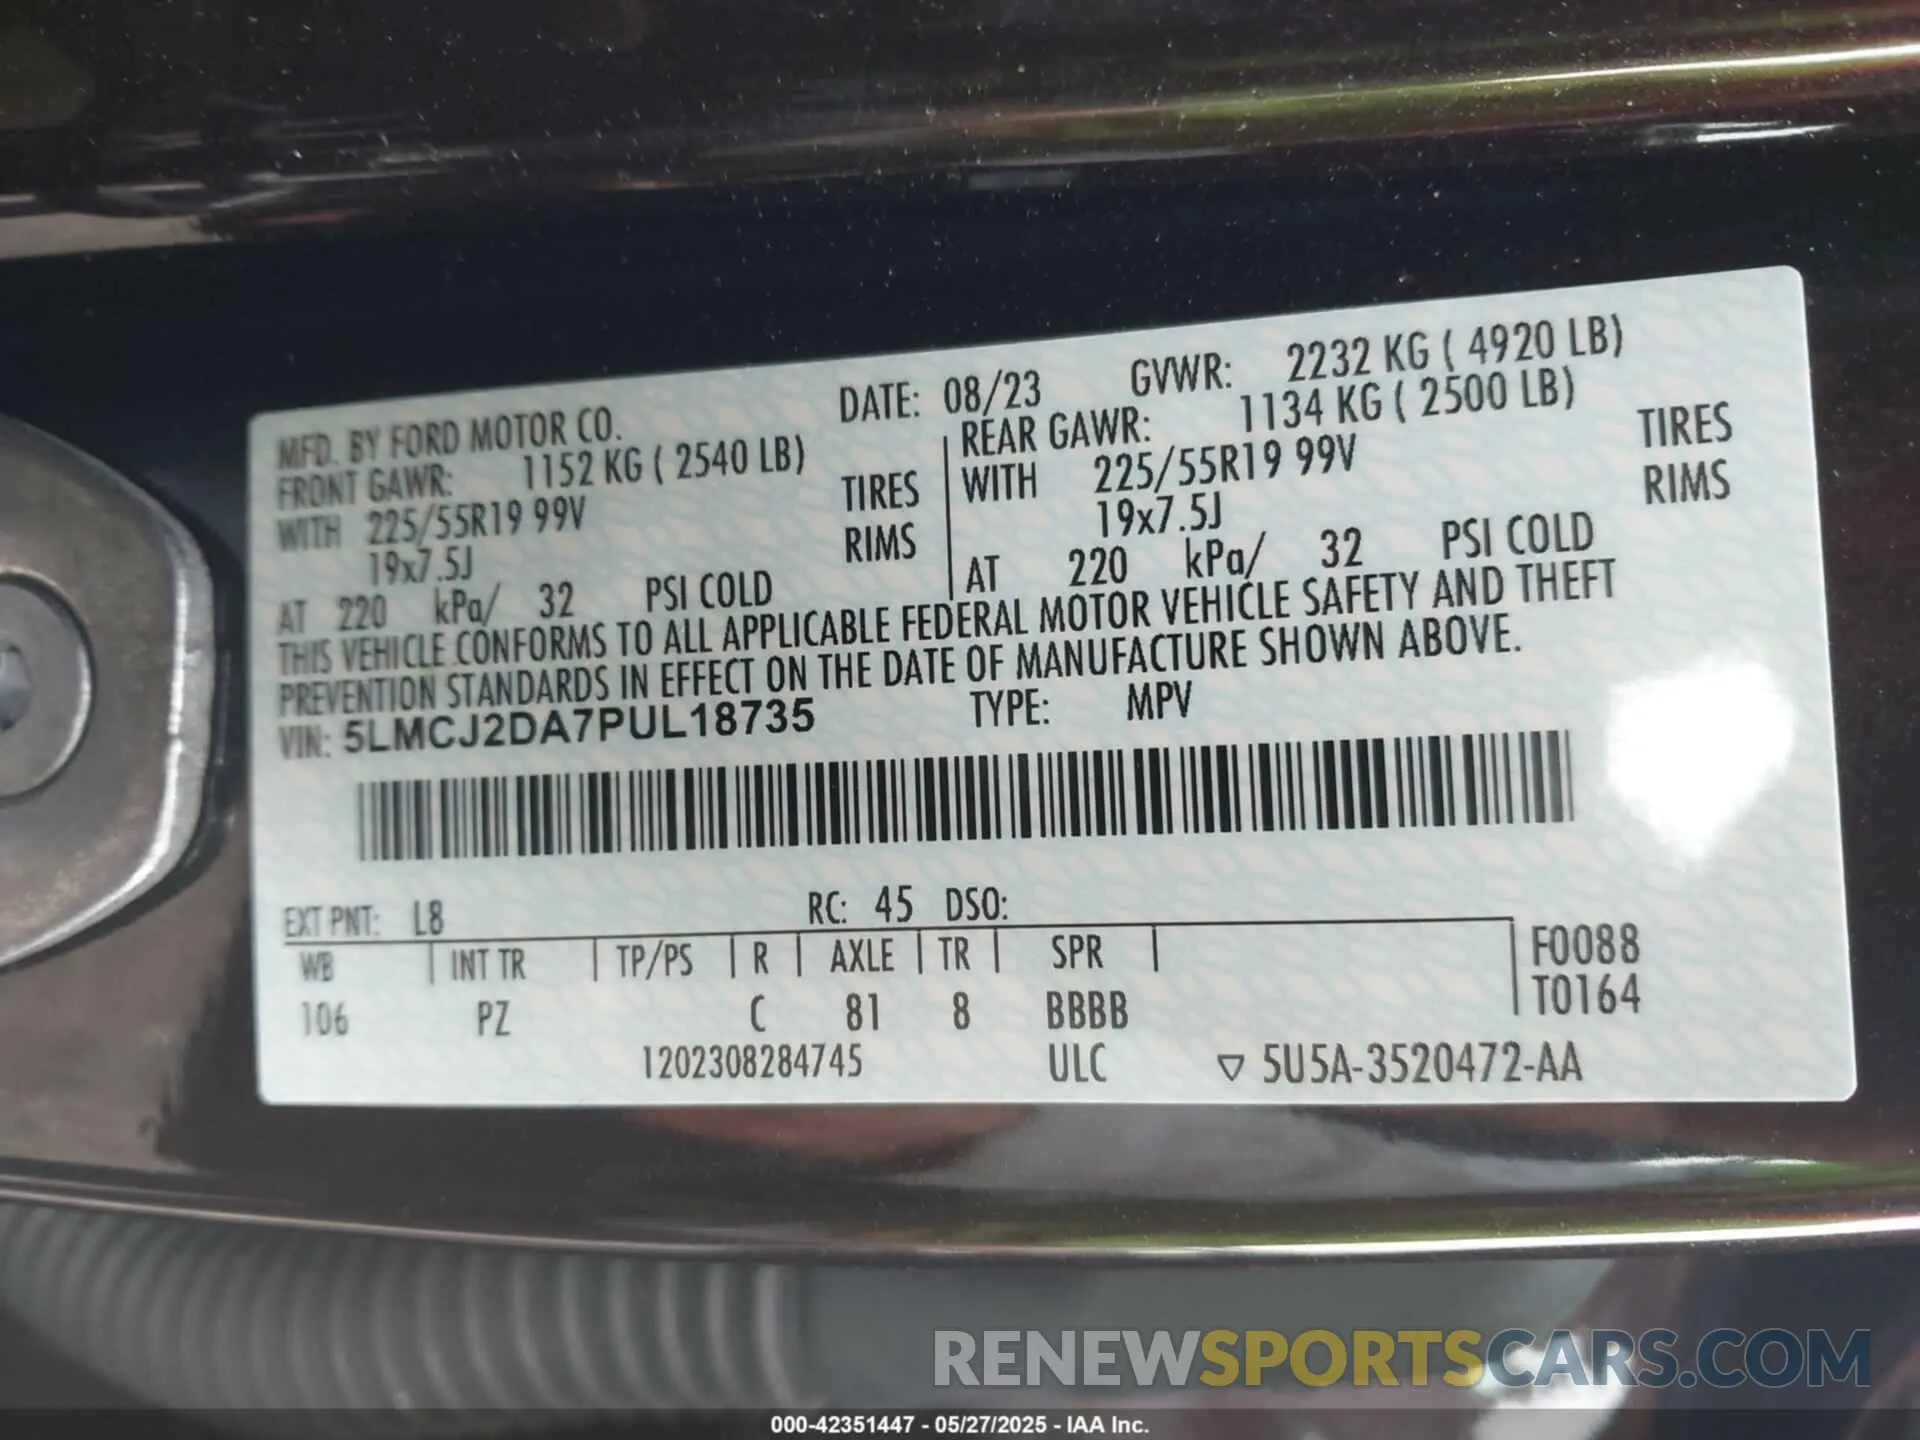 MFD. BY FORD MOTOR CO. DATE: 08/23 GVWR: 2232 KG ( 4920 LB)
FRONT GAWR: 1152 KG ( 2540 LB) REAR GAWR: 1134 KG ( 2500 LB)
WITH 225/55R19 99V TIRES WITH 225/55R19 99V TIRES
19x7.5J RIMS 19x7.5J RIMS
AT 220 kPa/ 32 PSI COLD AT 220 kPa/ 32 PSI COLD
THIS VEHICLE CONFORMS TO ALL APPLICABLE FEDERAL MOTOR VEHICLE SAFETY AND THEFT
PREVENTION STANDARDS IN EFFECT ON THE DATE OF MANUFACTURE SHOWN ABOVE.
VIN: 5LMCJ2DA7PUL18735 TYPE: MPV
EXT PNT: L8 RC: 45 DSO:
WB INT TR TP/PS R AXLE TR SPR F0088
106 PZ C 81 8 BBBB T0164
1202308284745 ULC ▽ 5U5A-3520472-AA
RENEWSPORTSCARS.COM
000-42351447 - 05/27/2025 - IAA Inc.